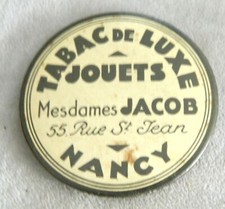 TABAC DE LUXE
JOUETS
Mesdames JACOB
55, Rue St Jean
NANCY